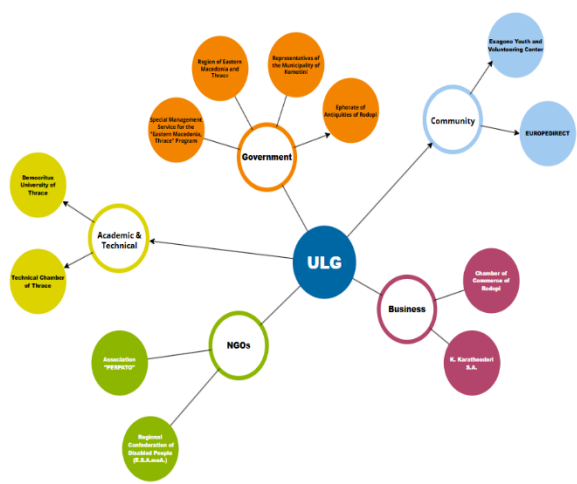 Exagono Youth and
Volunteering Center
Region of Eastern
Macedonia and
Thrace
Representatives of
the Municipality of
Komotini
Special Management
Service for the
"Eastern Macedonia,
Thrace" Program
Ephorate of
Antiquities of Rodopi
Community
EUROPEDIRECT
Government
Democritus
University of
Thrace
Academic &
Technical
Technical Chamber
of Thrace
ULG
Chamber of
Commerce of
Rodopi
Business
NGOs
Association
"PERPATO"
K. Karatheodori
S.A.
Regional
Confederation of
Disabled People